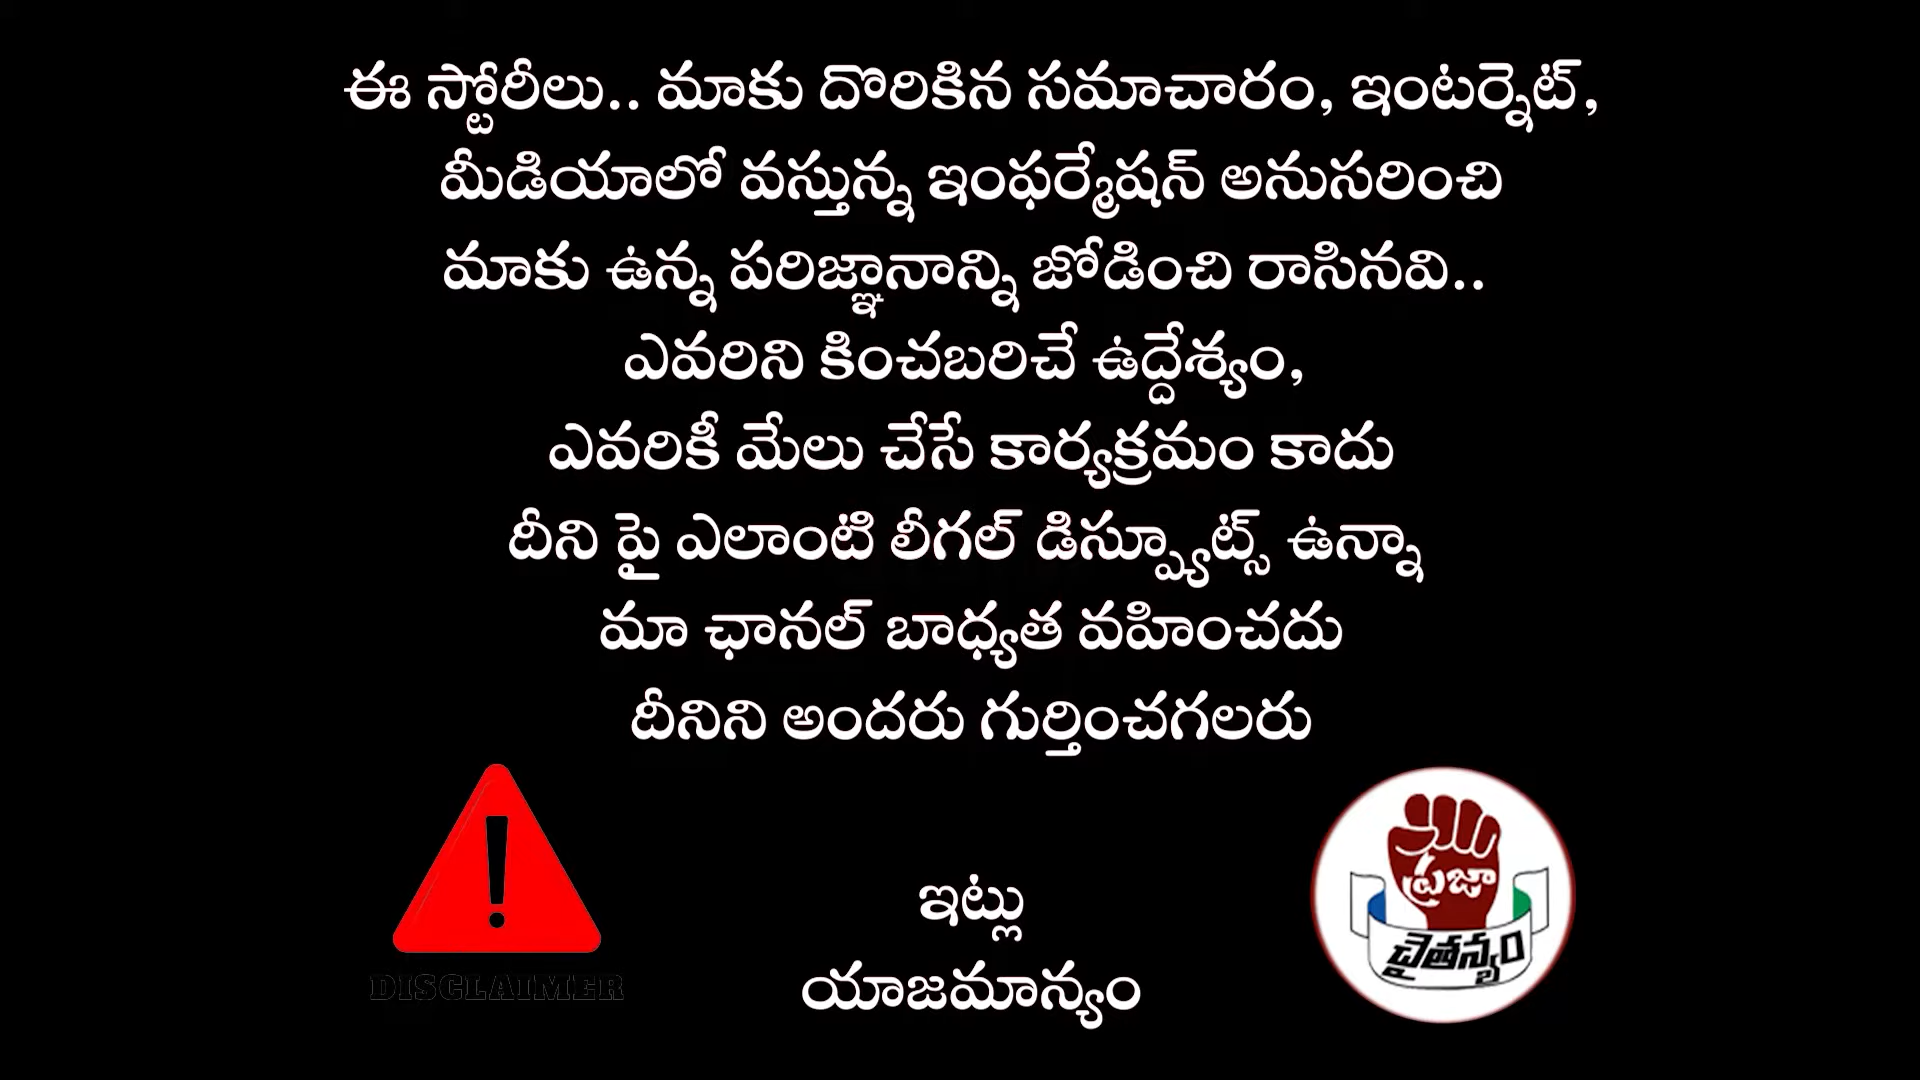 ఈ స్టోరీలు.. మాకు దొరికిన సమాచారం, ఇంటర్నెట్,
మీడియాలో వస్తున్న ఇంఫర్మేషన్ అనుసరించి
మాకు ఉన్న పరిజ్ఞానాన్ని జోడించి రాసినవి..
ఎవరిని కించబరిచే ఉద్దేశ్యం,
ఎవరికీ మేలు చేసే కార్యక్రమం కాదు
దీని పై ఎలాంటి లీగల్ డిస్ప్యూట్స్ ఉన్నా
మా ఛానల్ బాధ్యత వహించదు
దీనిని అందరు గుర్తించగలరు
DISCLAIMER
ఇట్లు
యాజమాన్యం
ప్రజా
చైతన్యం